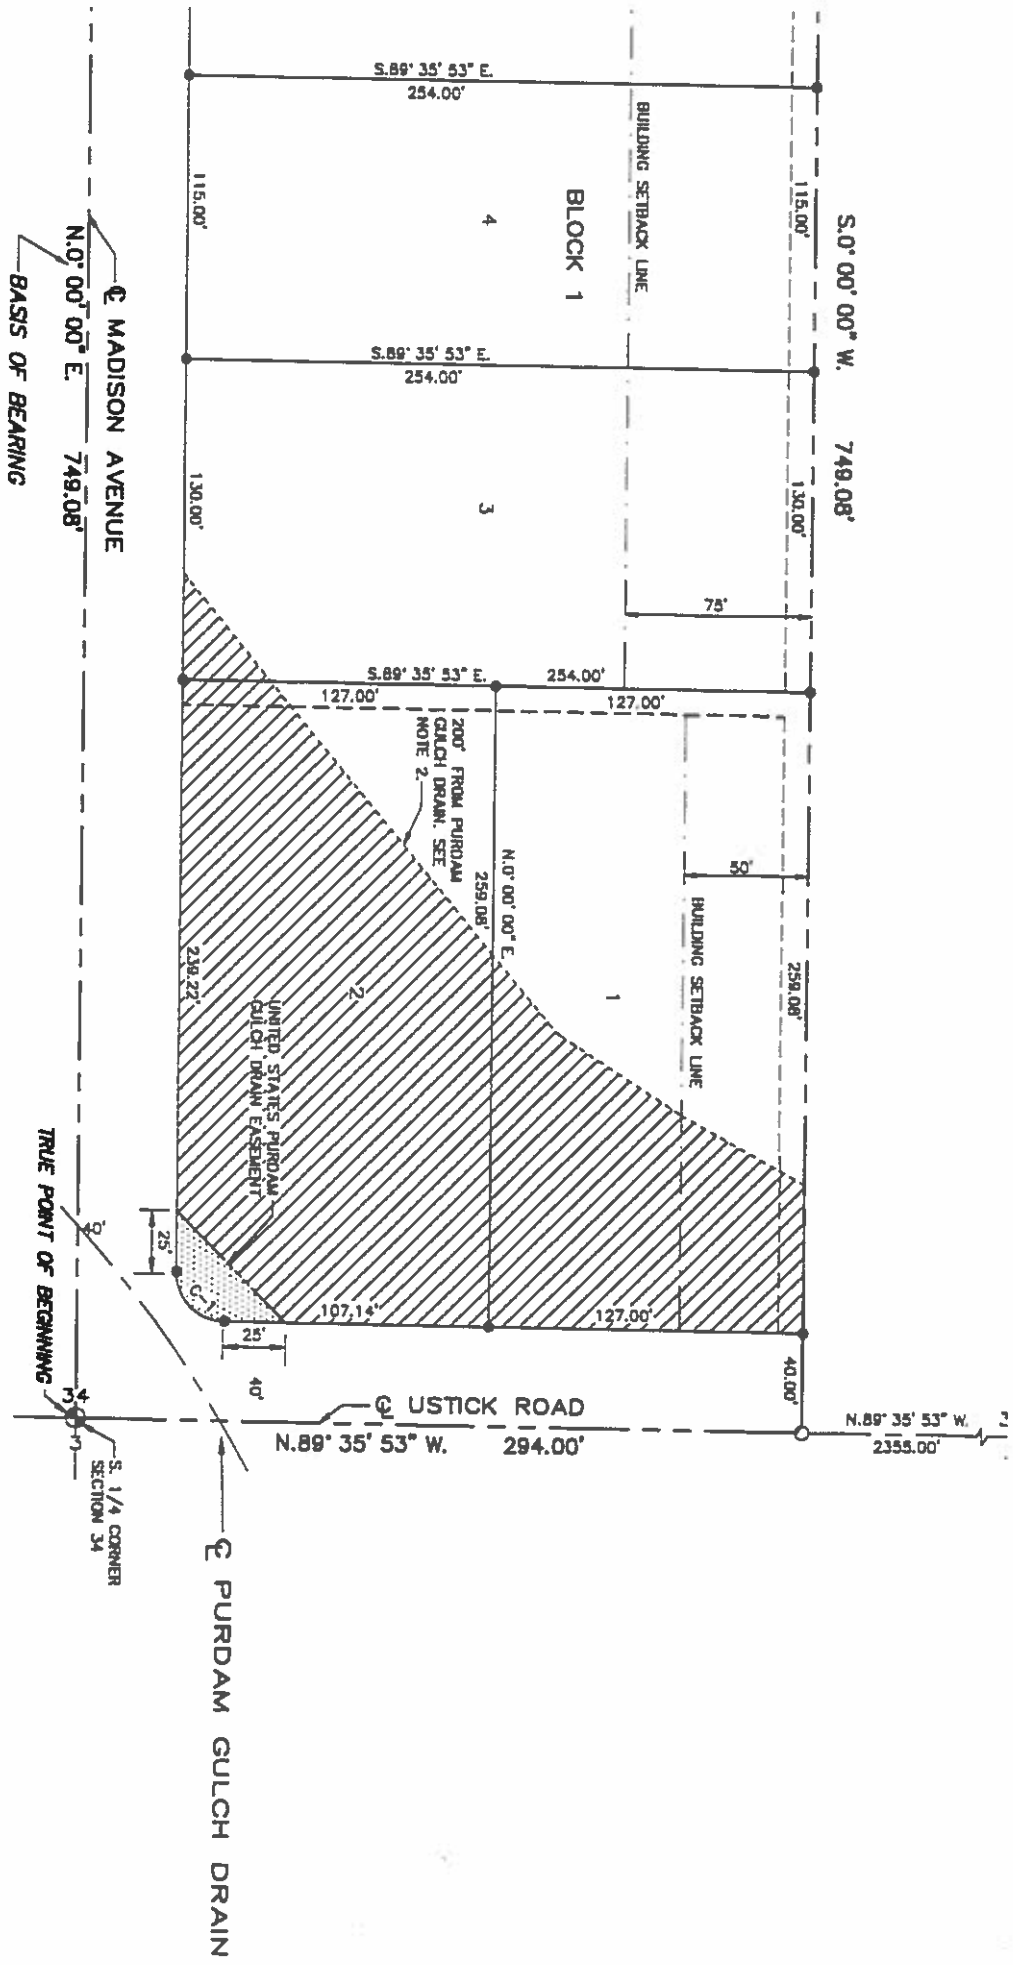 S.89° 35' 53" E.
254.00'
BUILDING SETBACK LINE
115.00'
115.00'
4
BLOCK 1
S.0° 00' 00" W. 749.08'
℄ MADISON AVENUE
N.0° 00' 00" E. 749.08'
BASIS OF BEARING
S.89° 35' 53" E.
254.00'
130.00'
3
130.00'
75'
S.89° 35' 53" E.
254.00'
127.00'
127.00'
200' FROM PURDAM
GULCH DRAIN. SEE
NOTE 2.
N.0° 00' 00" E.
259.08'
50'
BUILDING SETBACK LINE
259.08'
1
2
239.22'
UNITED STATES PURDAM
GULCH DRAIN EASEMENT
TRUE POINT OF BEGINNING
40'
25'
C-1
107.14'
127.00'
25'
40'
40.00'
34
3
S. 1/4 CORNER
SECTION 34
℄ USTICK ROAD
N.89° 35' 53" W. 294.00'
N.89° 35' 53" W.
2355.00'
℄ PURDAM GULCH DRAIN